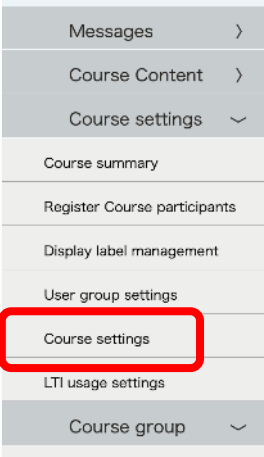 Messages
Course Content
Course settings
Course summary
Register Course participants
Display label management
User group settings
Course settings
LTI usage settings
Course group